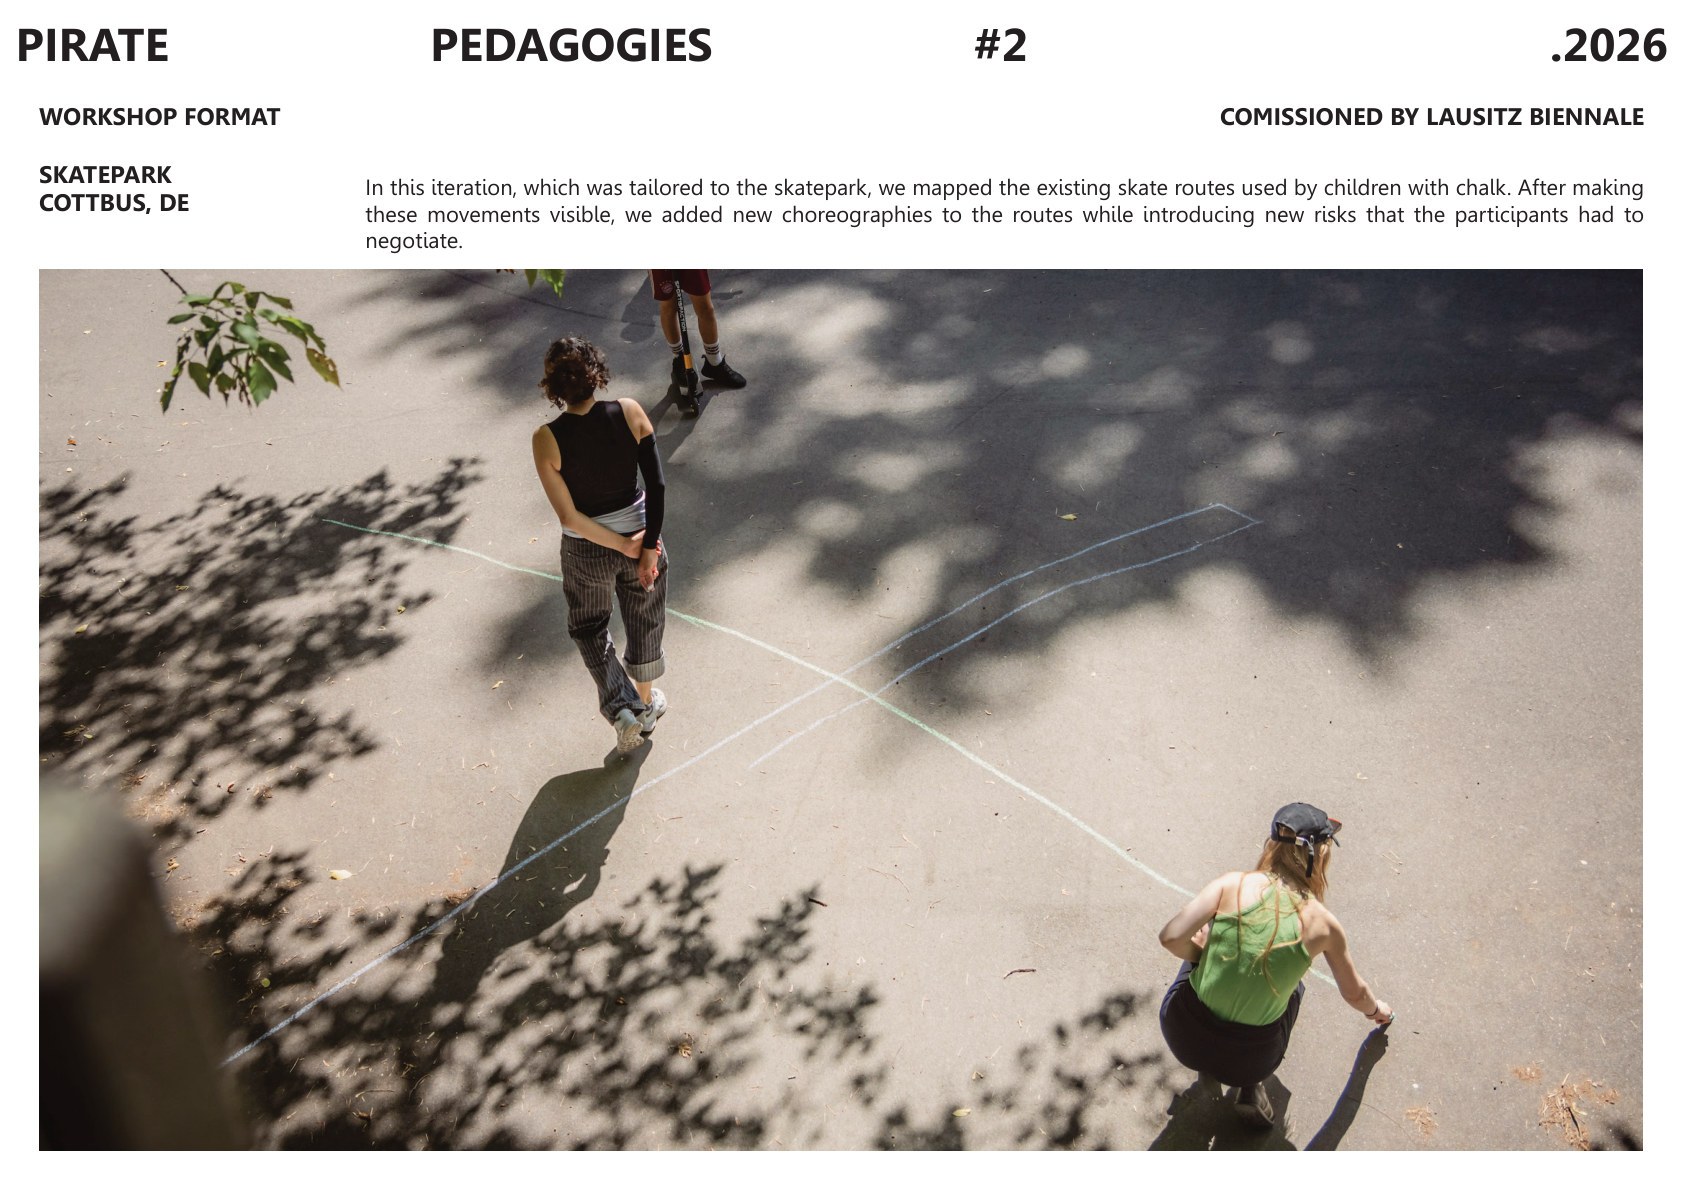 PIRATE PEDAGOGIES #2 .2026
WORKSHOP FORMAT
COMISSIONED BY LAUSITZ BIENNALE
SKATEPARK
COTTBUS, DE
In this iteration, which was tailored to the skatepark, we mapped the existing skate routes used by children with chalk. After making
these movements visible, we added new choreographies to the routes while introducing new risks that the participants had to
negotiate.